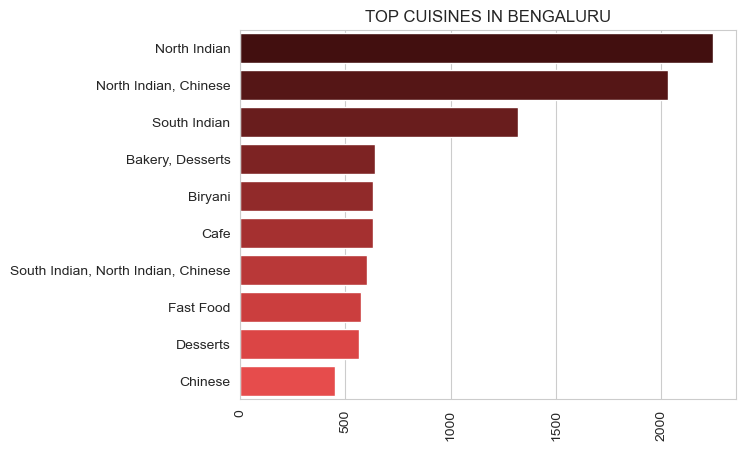 TOP CUISINES IN BENGALURU
North Indian
North Indian, Chinese
South Indian
Bakery, Desserts
Biryani
Cafe
South Indian, North Indian, Chinese
Fast Food
Desserts
Chinese
0
500
1000
1500
2000